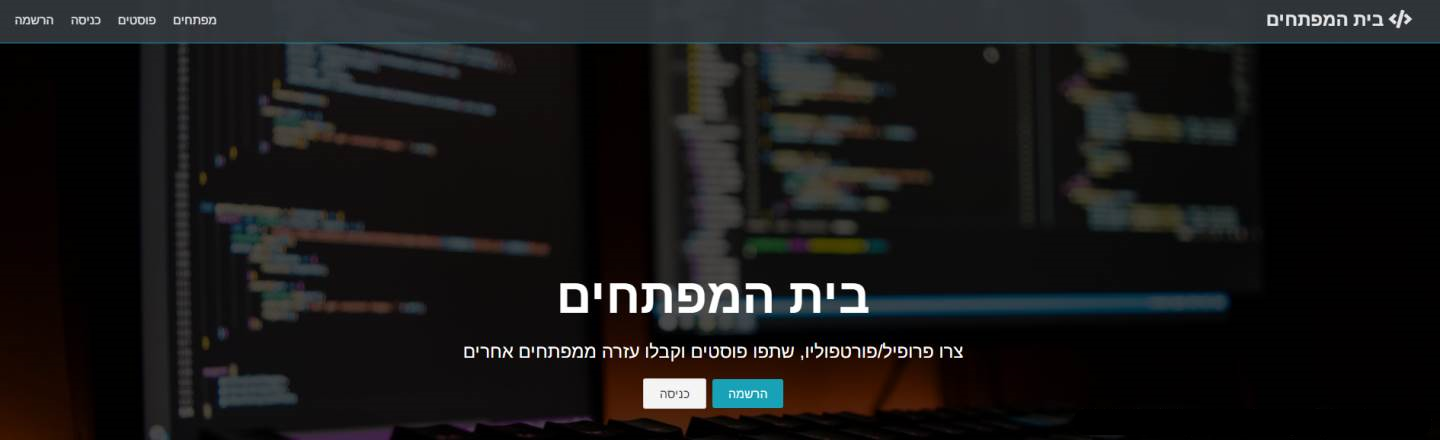 בית המפתחים
מפתחים פוסטים כניסה הרשמה
בית המפתחים
צרו פרופיל/פורטפוליו, שתפו פוסטים וקבלו עזרה ממפתחים אחרים
הרשמה כניסה